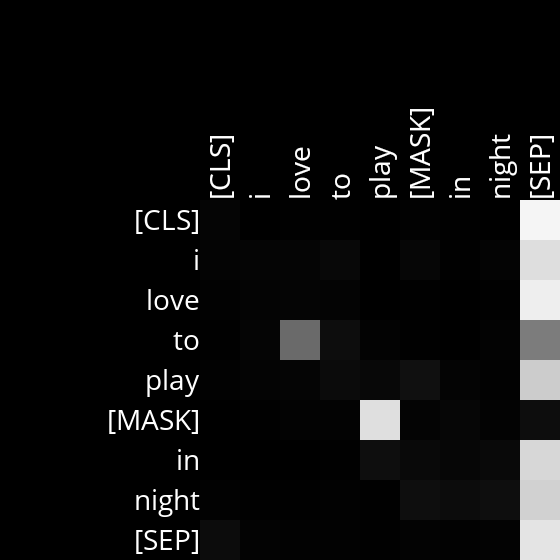 [CLS] i love to play [MASK] in night [SEP]
[CLS]
i
love
to
play
[MASK]
in
night
[SEP]